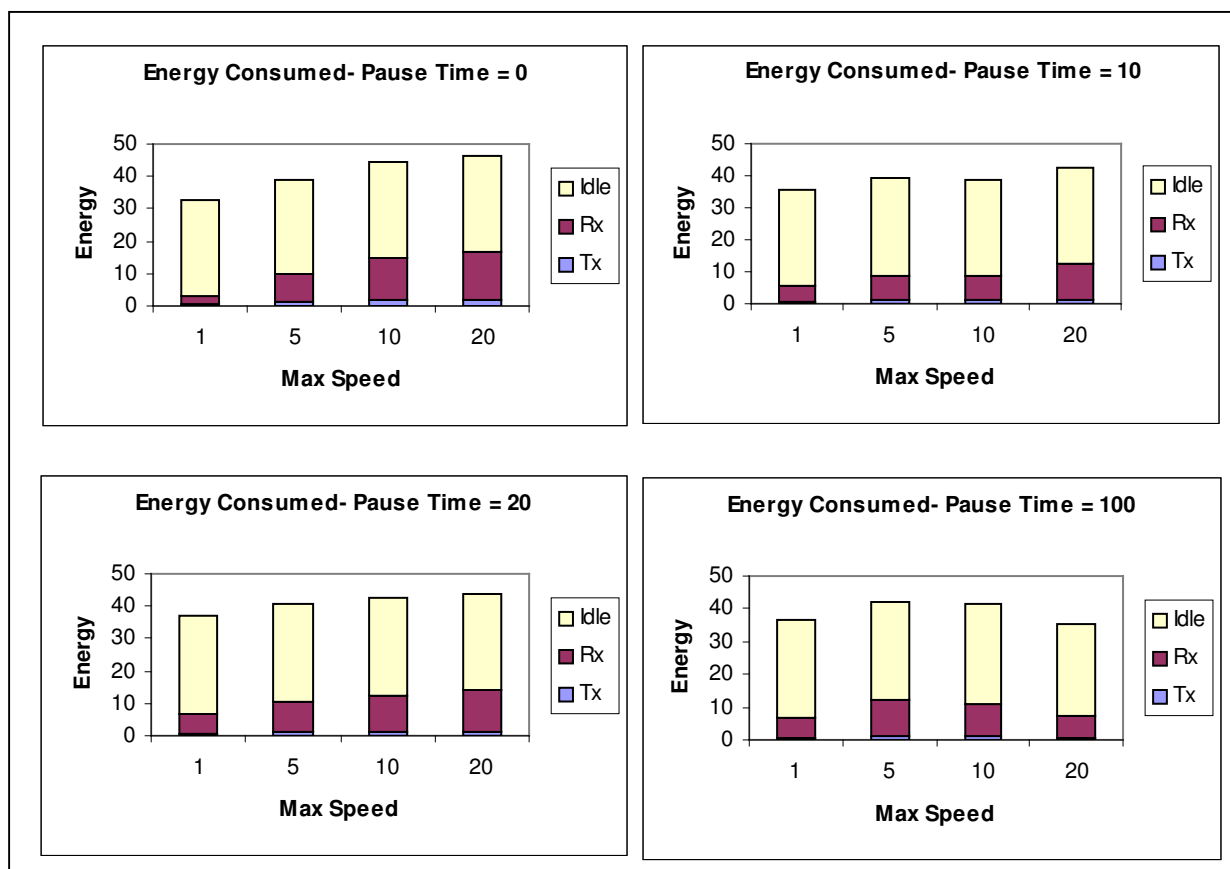 Energy Consumed- Pause Time = 0
50
40
30
20
10
0
Energy
1 5 10 20
Max Speed
Idle
Rx
Tx
Energy Consumed- Pause Time = 10
50
40
30
20
10
0
Energy
1 5 10 20
Max Speed
Idle
Rx
Tx
Energy Consumed- Pause Time = 20
50
40
30
20
10
0
Energy
1 5 10 20
Max Speed
Idle
Rx
Tx
Energy Consumed- Pause Time = 100
50
40
30
20
10
0
Energy
1 5 10 20
Max Speed
Idle
Rx
Tx